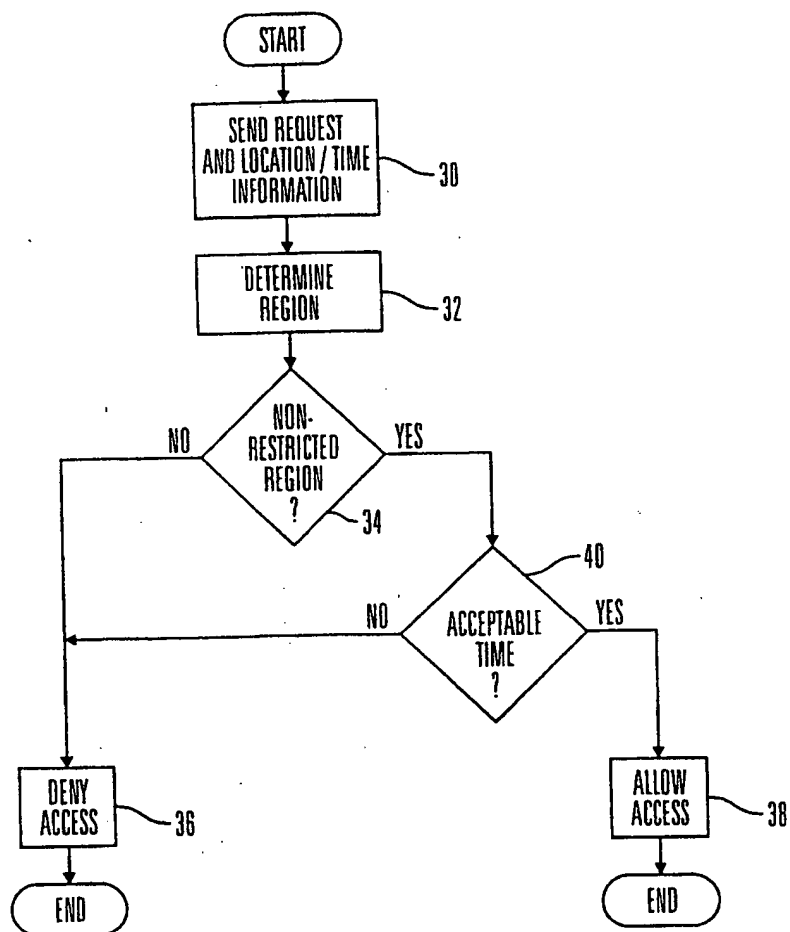 START
SEND REQUEST
AND LOCATION / TIME
INFORMATION
30
DETERMINE
REGION
32
NON-
RESTRICTED
REGION
?
34
NO
YES
40
ACCEPTABLE
TIME
?
NO
YES
DENY
ACCESS
36
ALLOW
ACCESS
38
END
END